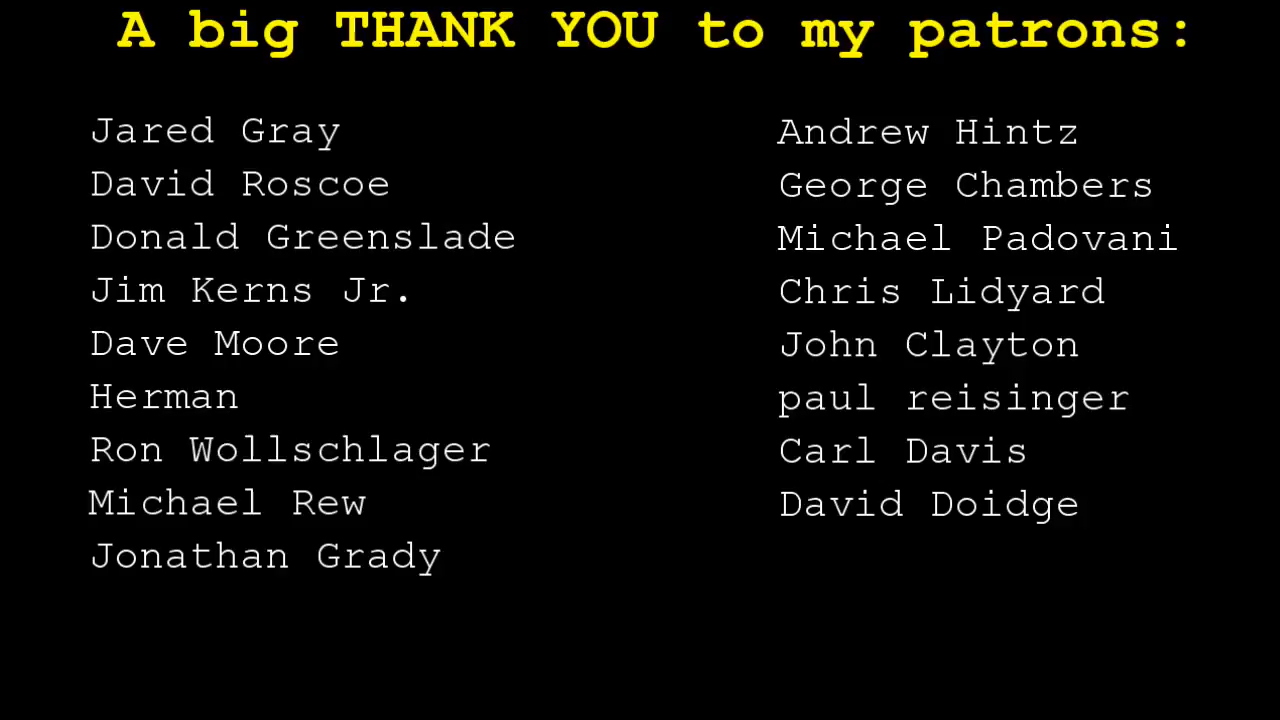 A big THANK YOU to my patrons:
Jared Gray
David Roscoe
Donald Greenslade
Jim Kerns Jr.
Dave Moore
Herman
Ron Wollschlager
Michael Rew
Jonathan Grady
Andrew Hintz
George Chambers
Michael Padovani
Chris Lidyard
John Clayton
paul reisinger
Carl Davis
David Doidge